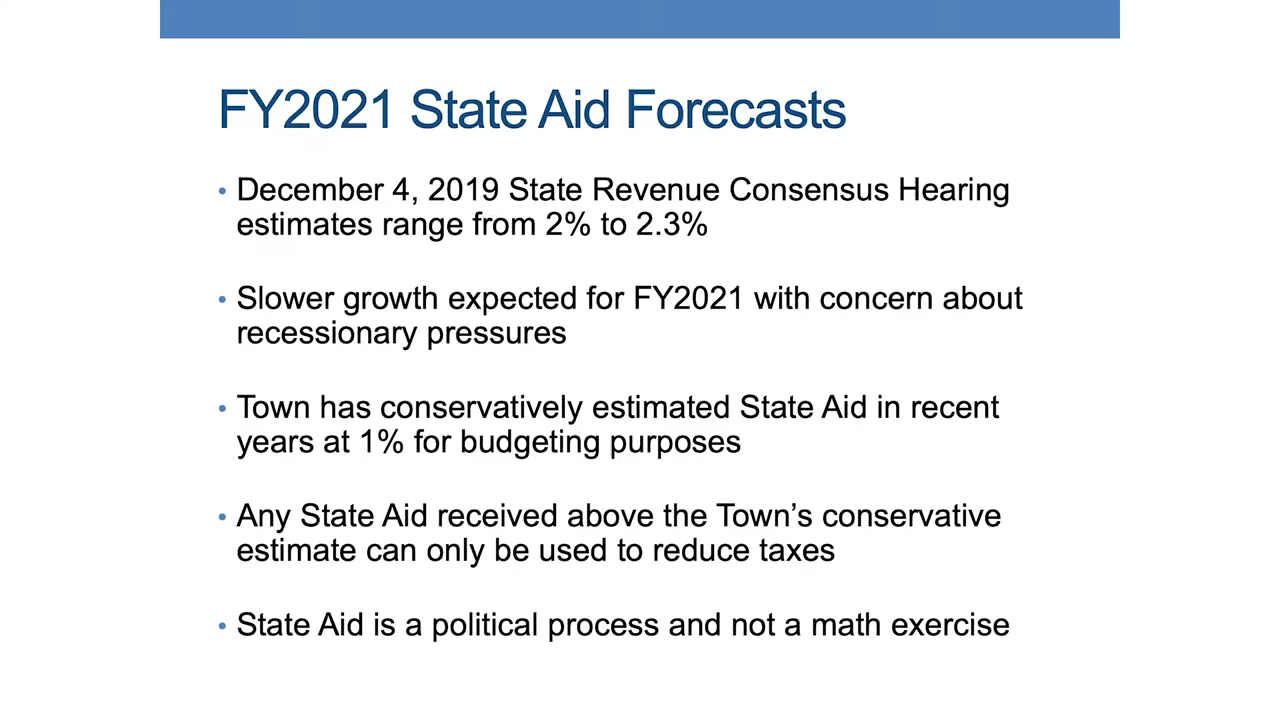 FY2021 State Aid Forecasts
• December 4, 2019 State Revenue Consensus Hearing
estimates range from 2% to 2.3%
• Slower growth expected for FY2021 with concern about
recessionary pressures
• Town has conservatively estimated State Aid in recent
years at 1% for budgeting purposes
• Any State Aid received above the Town’s conservative
estimate can only be used to reduce taxes
• State Aid is a political process and not a math exercise